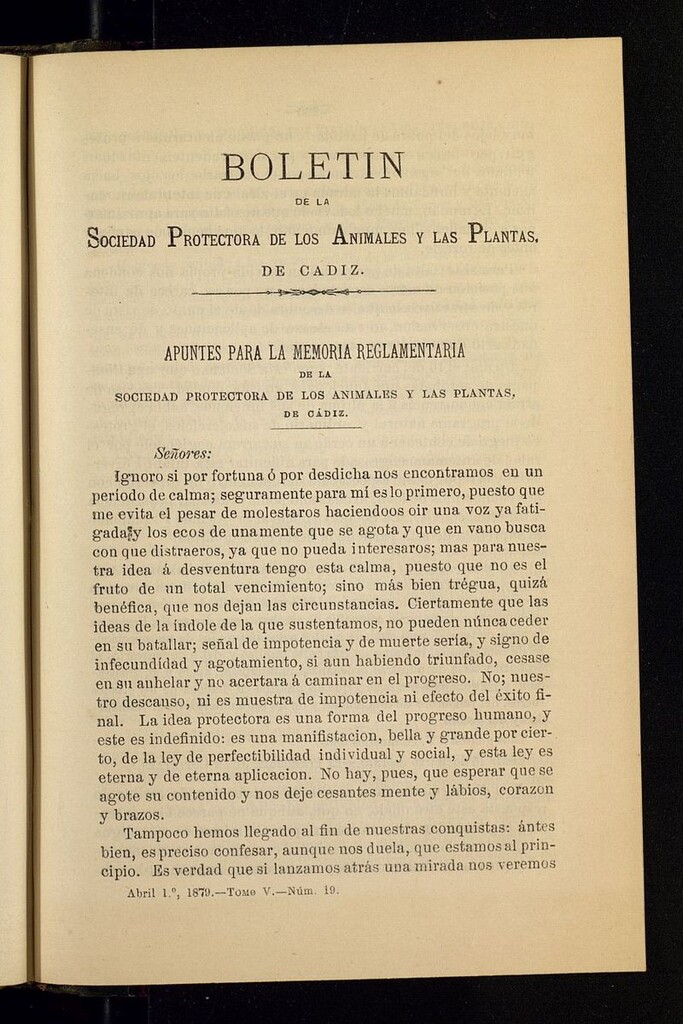 BOLETIN
DE LA
SOCIEDAD PROTECTORA DE LOS ANIMALES Y LAS PLANTAS,
DE CADIZ.
APUNTES PARA LA MEMORIA REGLAMENTARIA
DE LA
SOCIEDAD PROTECTORA DE LOS ANIMALES Y LAS PLANTAS,
DE CÁDIZ.
Señores:
Ignoro si por fortuna ó por desdicha nos encontramos en un
periodo de calma; seguramente para mí es lo primero, puesto que
me evita el pesar de molestaros haciendoos oir una voz ya fati-
gada y los ecos de una mente que se agota y que en vano busca
con que distraeros, ya que no pueda interesaros; mas para nues-
tra idea á desventura tengo esta calma, puesto que no es el
fruto de un total vencimiento; sino más bien trégua, quizá
benéfica, que nos dejan las circunstancias. Ciertamente que las
ideas de la índole de la que sustentamos, no pueden núnca ceder
en su batallar; señal de impotencia y de muerte sería, y signo de
infecundidad y agotamiento, si aun habiendo triunfado, cesase
en su anhelar y no acertara á caminar en el progreso. No; nues-
tro descanso, ni es muestra de impotencia ni efecto del éxito fi-
nal. La idea protectora es una forma del progreso humano, y
este es indefinido: es una manifistacion, bella y grande por cier-
to, de la ley de perfectibilidad individual y social, y esta ley es
eterna y de eterna aplicacion. No hay, pues, que esperar que se
agote su contenido y nos deje cesantes mente y lábios, corazon
y brazos.
Tampoco hemos llegado al fin de nuestras conquistas: ántes
bien, es preciso confesar, aunque nos duela, que estamos al prin-
cipio. Es verdad que si lanzamos atrás una mirada nos veremos
Abril 1.º, 1879.—TOMO V.—Núm. 19.